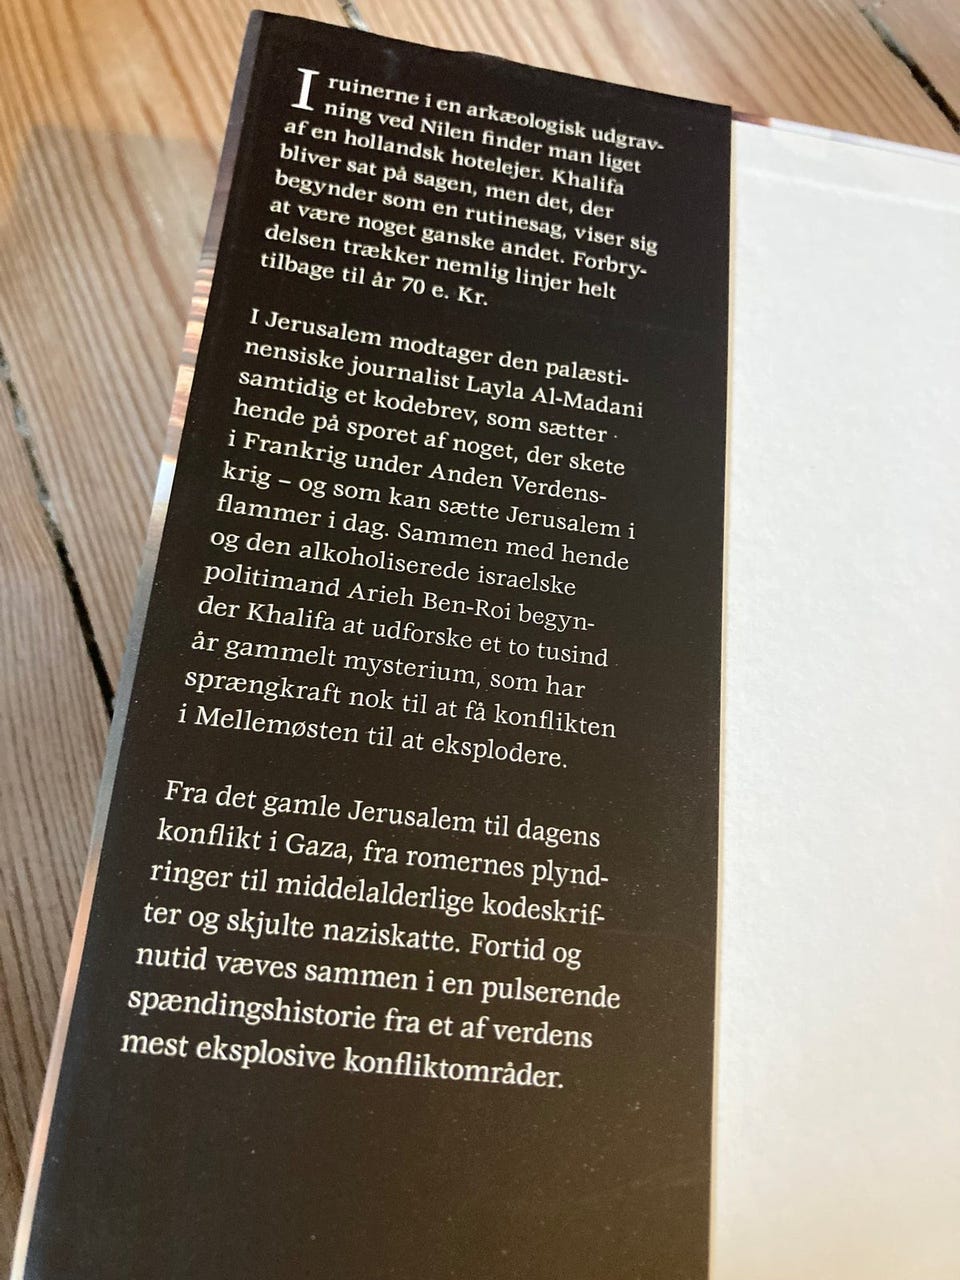 I ruinerne i en arkæologisk udgrav-
ning ved Nilen finder man liget
af en hollandsk hotelejer. Khalifa
bliver sat på sagen, men det, der
begynder som en rutinesag, viser sig
at være noget ganske andet. Forbry-
delsen trækker nemlig linjer helt
tilbage til år 70 e. Kr.
I Jerusalem modtager den palæsti-
nensiske journalist Layla Al-Madani
samtidig et kodebrev, som sætter
hende på sporet af noget, der skete
i Frankrig under Anden Verdens-
krig – og som kan sætte Jerusalem i
flammer i dag. Sammen med hende
og den alkoholiserede israelske
politimand Arieh Ben-Roi begyn-
der Khalifa at udforske et to tusind
år gammelt mysterium, som har
sprængkraft nok til at få konflikten
i Mellemøsten til at eksplodere.
Fra det gamle Jerusalem til dagens
konflikt i Gaza, fra romernes plynd-
ringer til middelalderlige kodeskrif-
ter og skjulte naziskatte. Fortid og
nutid væves sammen i en pulserende
spændingshistorie fra et af verdens
mest eksplosive konfliktområder.